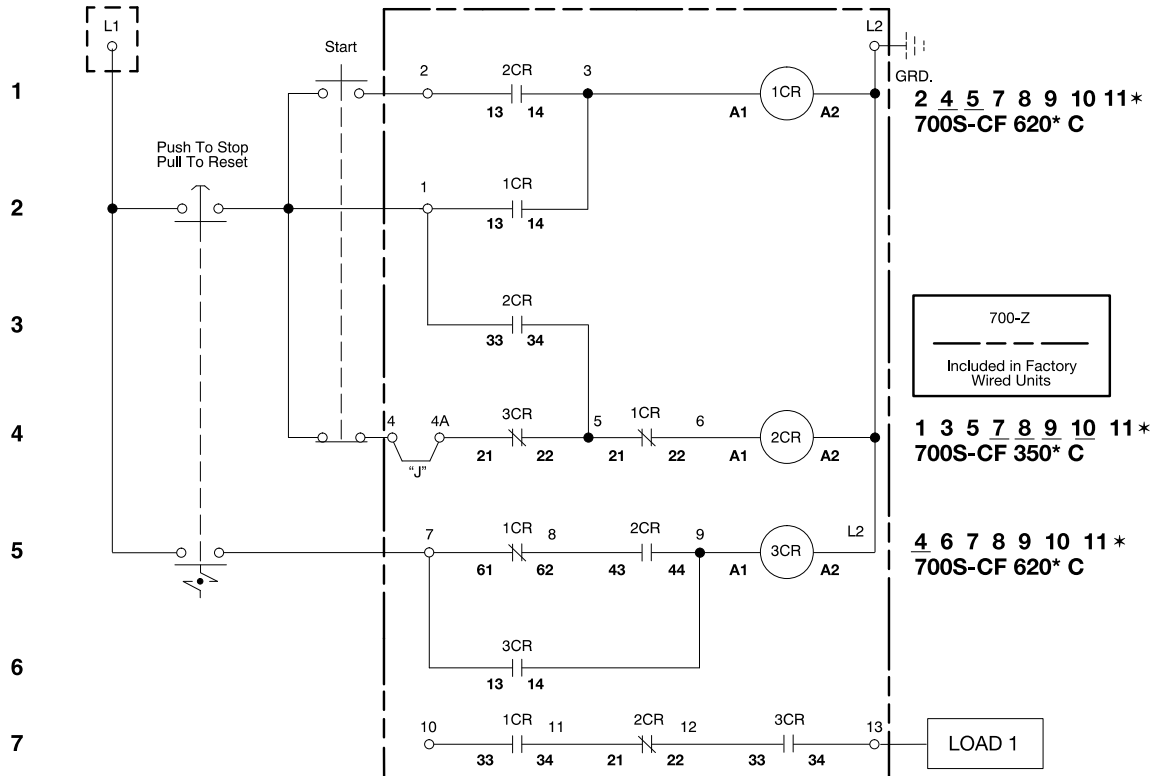 L1
L2
Start
GRD.
1
2
2CR
3
13 14
1CR
A1 A2
2 4 5 7 8 9 10 11*
700S-CF 620* C
Push To Stop
Pull To Reset
2
1
1CR
13 14
3
2CR
33 34
700-Z
Included in Factory
Wired Units
4
4
4A
"J"
3CR
21 22
5
1CR
21 22
6
2CR
A1 A2
1 3 5 7 8 9 10 11*
700S-CF 350* C
5
7
1CR
61 62
8
2CR
43 44
9
3CR
A1 A2
L2
4 6 7 8 9 10 11*
700S-CF 620* C
6
3CR
13 14
7
10
1CR
33 34
11
2CR
21 22
12
3CR
33 34
13
LOAD 1